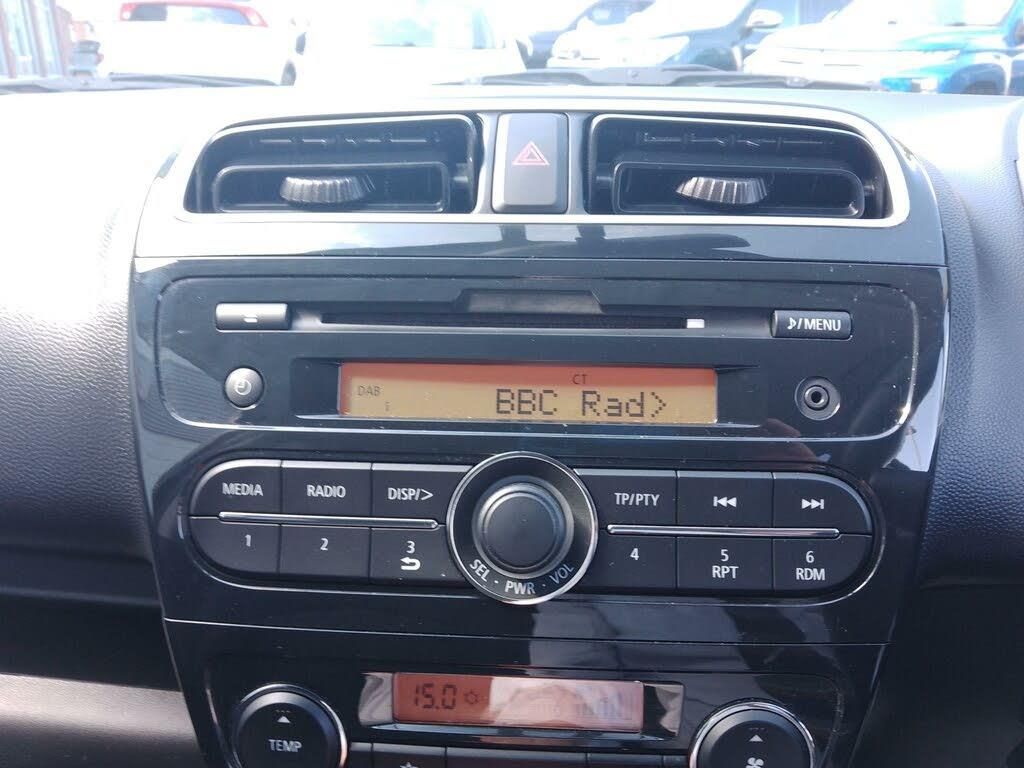 ♪/MENU
DAB
CT
i
BBC Rad>
MEDIA
RADIO
DISP/>
TP/PTY
1
2
3
4
5
RPT
6
RDM
SEL · PWR · VOL
15.0
TEMP